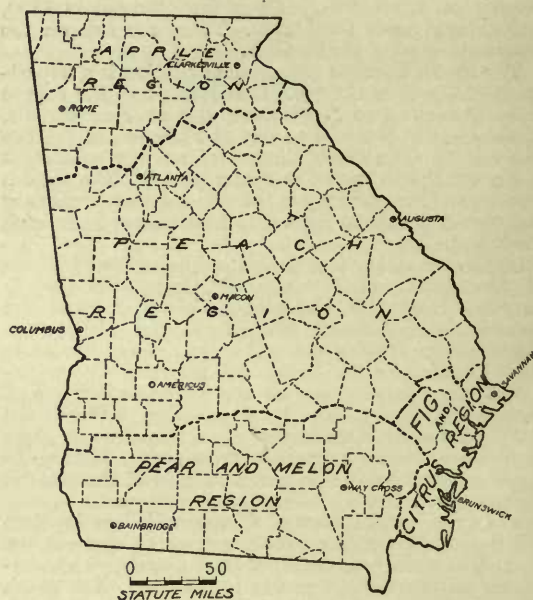 APPLE
CLARKESVILLE
REGION
ROME
ATLANTA
AUGUSTA
PEACH
MACON
REGION
COLUMBUS
SAVANNAH
AMERICUS
FIG
AND
CITRUS REGION
PEAR AND MELON
REGION
WAY CROSS
BRUNSWICK
BAINBRIDGE
0 50
STATUTE MILES